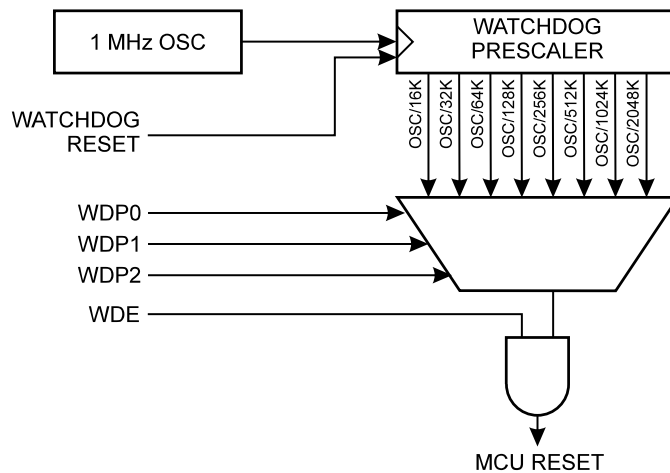 1 MHz OSC
WATCHDOG
PRESCALER
WATCHDOG
RESET
OSC/16K
OSC/32K
OSC/64K
OSC/128K
OSC/256K
OSC/512K
OSC/1024K
OSC/2048K
WDP0
WDP1
WDP2
WDE
MCU RESET